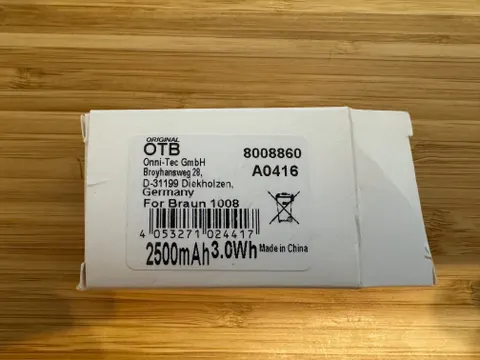 ORIGINAL
OTB
Onni-Tec GmbH
Breyhansweg 28,
D-31199 Diekholzen,
Germany
For Braun 1008
8008860
A0416
4 053271 024417
2500mAh 3.0Wh Made in China